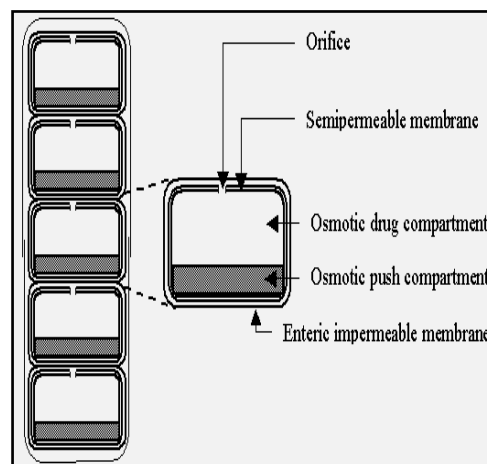 Orifice
Semipermeable membrane
Osmotic drug compartment
Osmotic push compartment
Enteric impermeable membrane